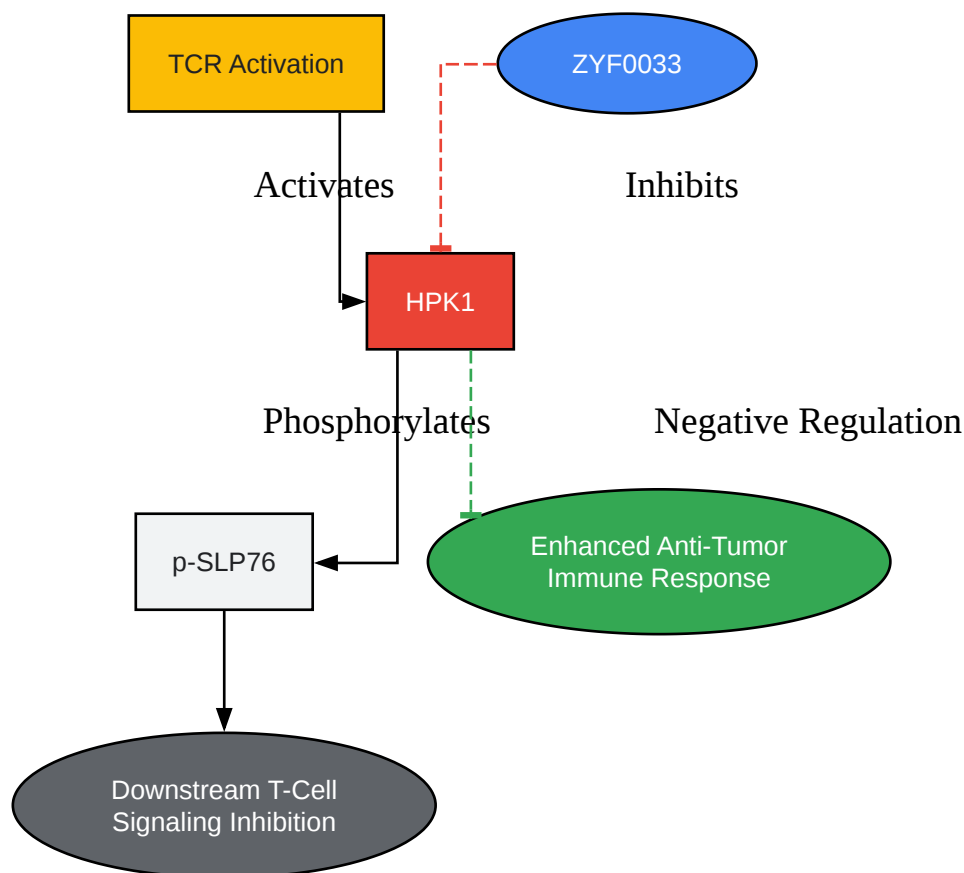 TCR Activation
ZYF0033
Activates
Inhibits
HPK1
Phosphorylates
Negative Regulation
p-SLP76
Enhanced Anti-Tumor
Immune Response
Downstream T-Cell
Signaling Inhibition